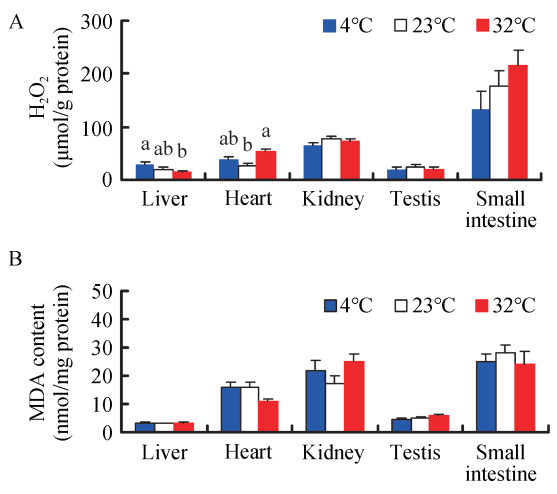 A
300
200
100
0
H₂O₂
(μmol/g protein)
4°C 23°C 32°C
a ab b
ab b a
Liver Heart Kidney Testis Small
intestine
B
50
40
30
20
10
0
MDA content
(nmol/mg protein)
4°C 23°C 32°C
Liver Heart Kidney Testis Small
intestine